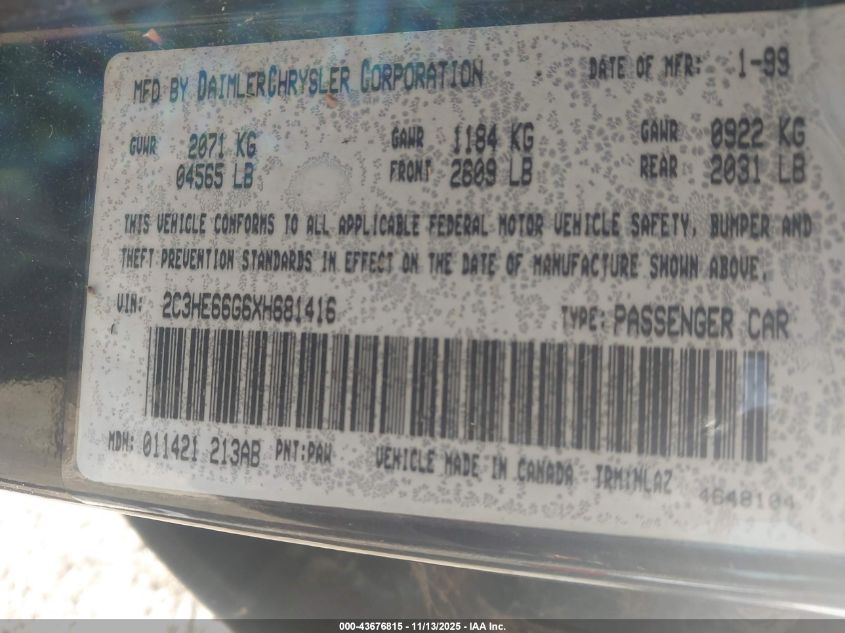 MFD BY DAIMLERCHRYSLER CORPORATION DATE OF MFR: 1-99
GVWR 2071 KG GAWR 1184 KG GAWR 0922 KG
04565 LB FRONT 2609 LB REAR 2031 LB
THIS VEHICLE CONFORMS TO ALL APPLICABLE FEDERAL MOTOR VEHICLE SAFETY, BUMPER AND
THEFT PREVENTION STANDARDS IN EFFECT ON THE DATE OF MANUFACTURE SHOWN ABOVE.
VIN: 2C3HE66G6XH681416 TYPE: PASSENGER CAR
MDH: 011421 213AB PNT:PAW VEHICLE MADE IN CANADA TRM:MLAZ
4648104
000-43676815 - 11/13/2025 - IAA Inc.